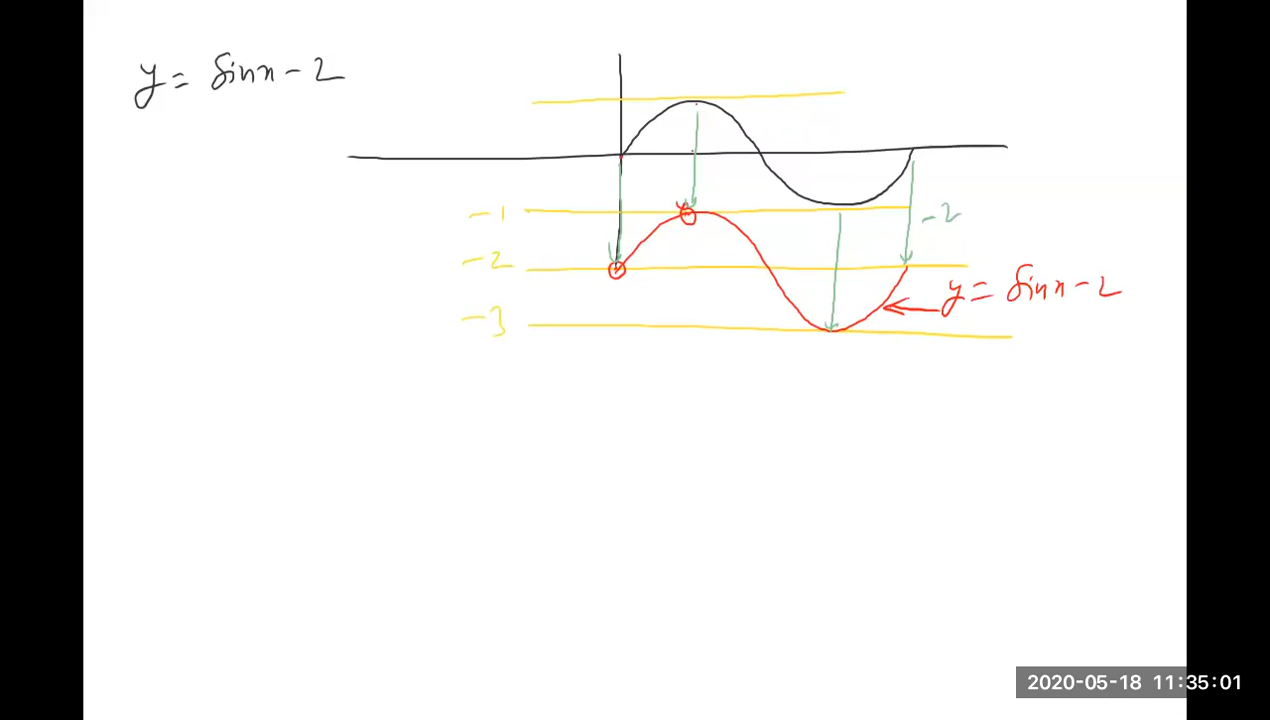 y = sinx - 2
-1
-2
-2
y = sinx - 2
-3
2020-05-18 11:35:01